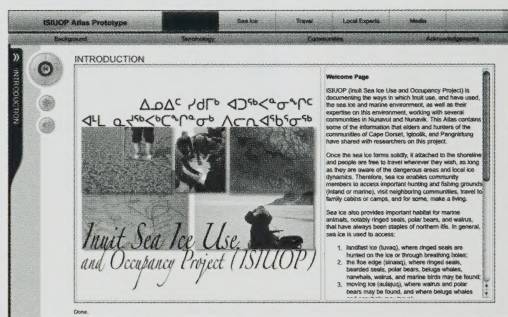 ISIUOP Atlas Prototype
Sea Ice
Travel
Local Experts
Media
Background
Terminology
Communities
Acknowledgements
» INTRODUCTION
INTRODUCTION
ᐃᓄᐃᑦ ᓯᑯᒥᒃ ᐊᑐᖅᐸᓐᓂᖏᑦ
ᐊᒻᒪ
Inuit Sea Ice Use
and Occupancy Project (ISIUOP)
Welcome Page
ISIUOP (Inuit Sea Ice Use and Occupancy Project) is
documenting the ways in which Inuit use, and have used,
the sea ice and marine environment, as well as their
expertise on this environment, working with several
communities in Nunavut and Nunavik. This Atlas contains
some of the information that elders and hunters of the
communities of Cape Dorset, Igloolik, and Pangnirtung
have shared with researchers on this project.
Once the sea ice forms solidly, it attached to the shoreline
and people are free to travel wherever they wish, as long
as they are aware of the dangerous areas and local ice
dynamics. Therefore, sea ice enables community
members to access important hunting and fishing grounds
(inland or marine), visit neighboring communities, travel to
family cabins or camps, and for some, make a living.
Sea ice also provides important habitat for marine
animals, notably ringed seals, polar bears, and walrus,
that have always been staples of northern life. In general,
sea ice is used to access:
1. landfast ice (tuvaq), where ringed seals are
hunted on the ice or through breathing holes;
2. the floe edge (sinaaq), where ringed seals,
bearded seals, polar bears, beluga whales,
narwhals, walrus, and marine birds may be found;
3. moving ice (aulajuq), where walrus and polar
bears may be found, and where beluga whales
Done.